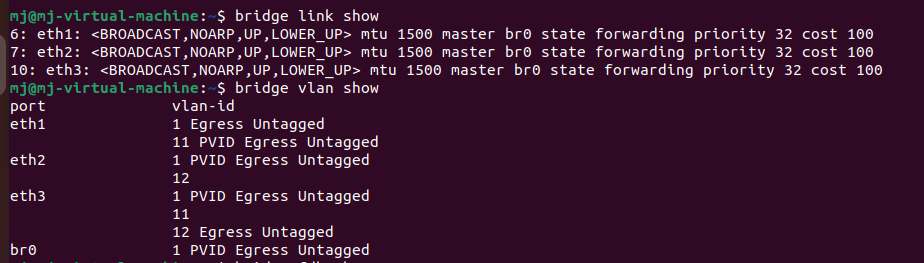 mj@mj-virtual-machine:~$ bridge link show
6: eth1: <BROADCAST,NOARP,UP,LOWER_UP> mtu 1500 master br0 state forwarding priority 32 cost 100
7: eth2: <BROADCAST,NOARP,UP,LOWER_UP> mtu 1500 master br0 state forwarding priority 32 cost 100
10: eth3: <BROADCAST,NOARP,UP,LOWER_UP> mtu 1500 master br0 state forwarding priority 32 cost 100
mj@mj-virtual-machine:~$ bridge vlan show
port vlan-id
eth1 1 Egress Untagged
11 PVID Egress Untagged
eth2 1 PVID Egress Untagged
12
eth3 1 PVID Egress Untagged
11
12 Egress Untagged
br0 1 PVID Egress Untagged